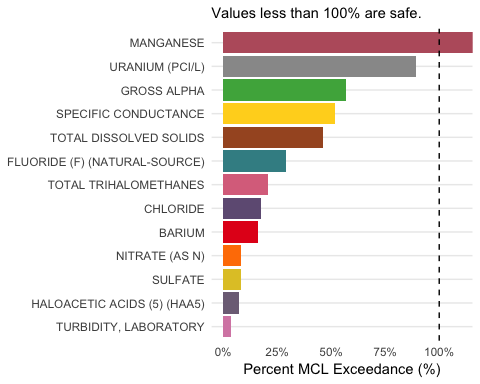 Values less than 100% are safe.
MANGANESE
URANIUM (PCI/L)
GROSS ALPHA
SPECIFIC CONDUCTANCE
TOTAL DISSOLVED SOLIDS
FLUORIDE (F) (NATURAL-SOURCE)
TOTAL TRIHALOMETHANES
CHLORIDE
BARIUM
NITRATE (AS N)
SULFATE
HALOACETIC ACIDS (5) (HAA5)
TURBIDITY, LABORATORY
0% 25% 50% 75% 100%
Percent MCL Exceedance (%)